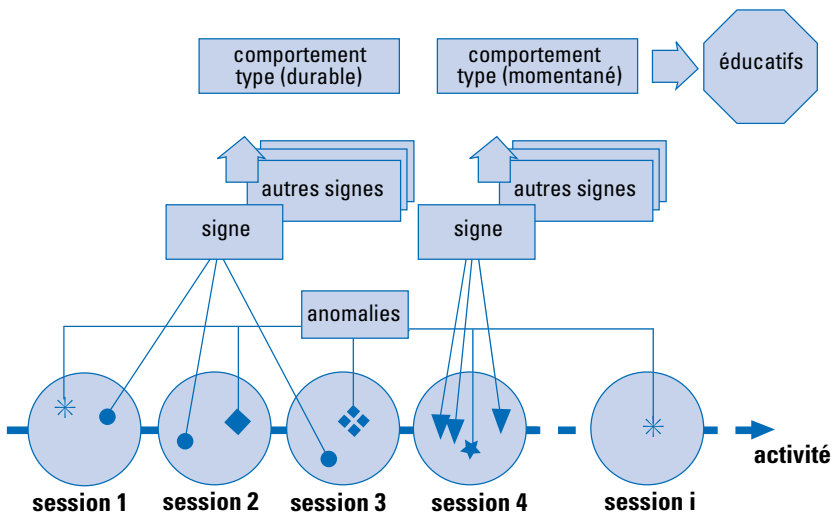 comportement
type (durable)
comportement
type (momentané)
éducatifs
autres signes
autres signes
signe
signe
anomalies
activité
session 1
session 2
session 3
session 4
session i